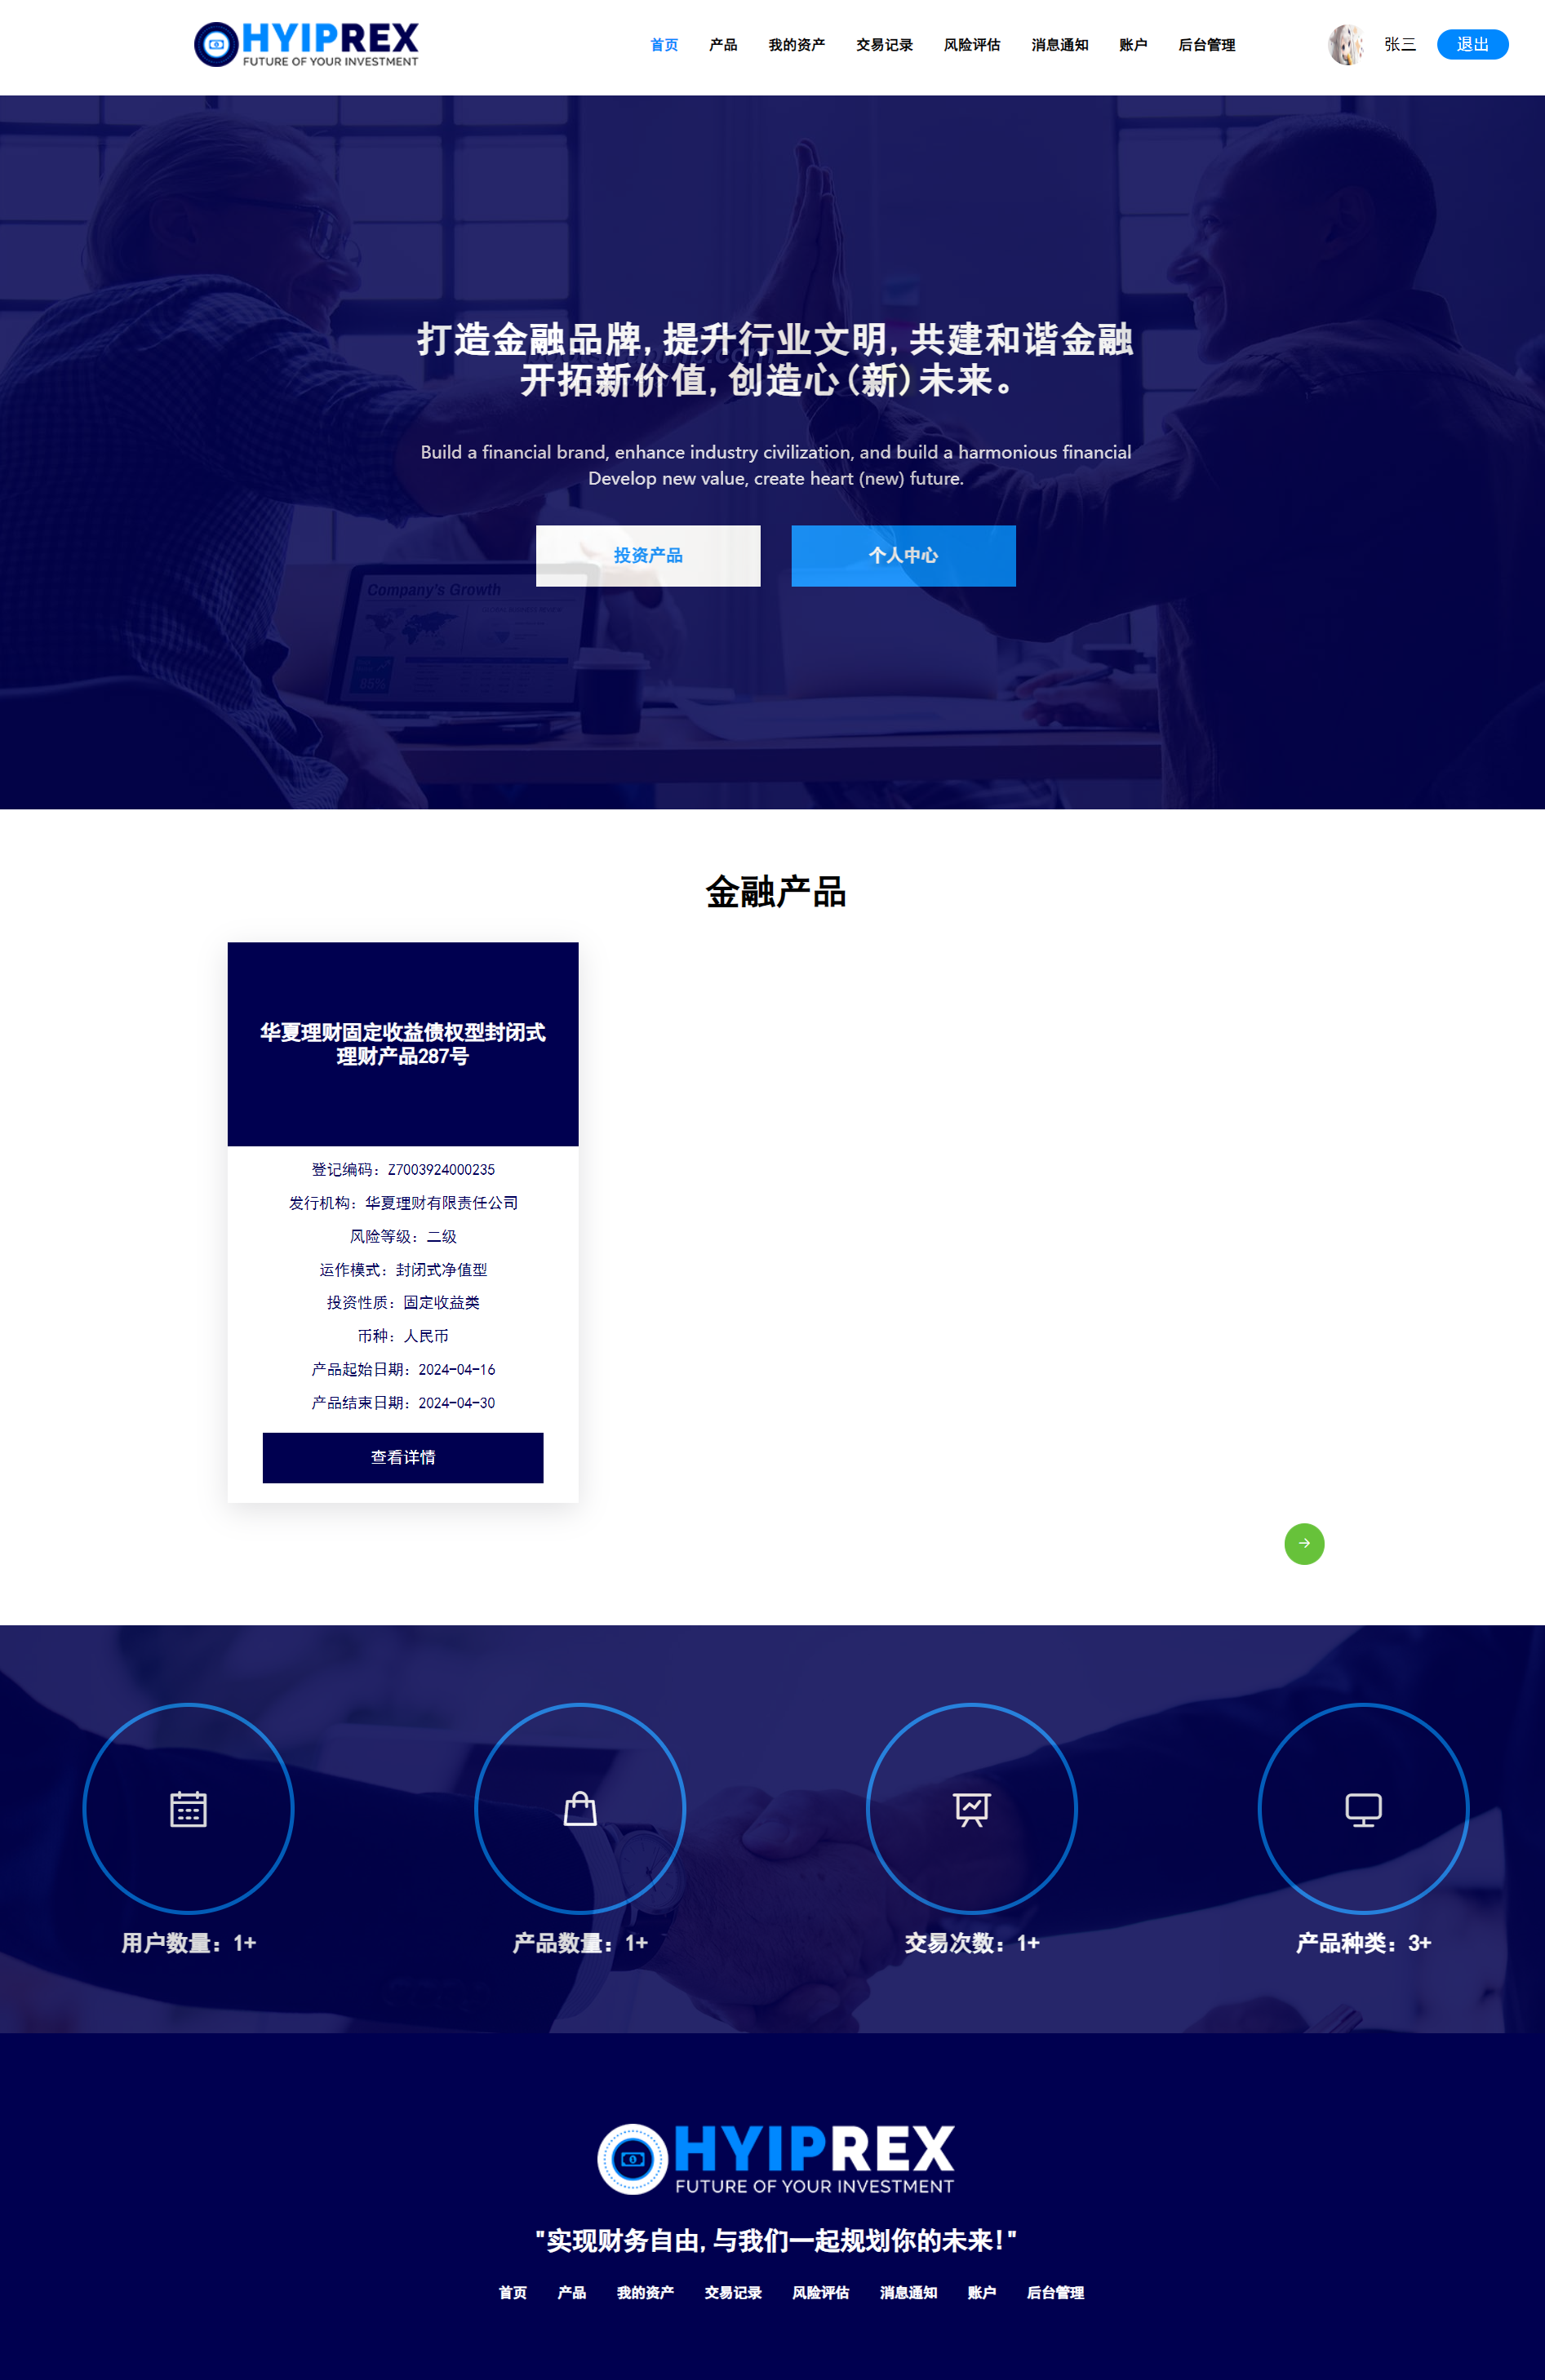 HYIPREX
FUTURE OF YOUR INVESTMENT
首页 产品 我的资产 交易记录 风险评估 消息通知 账户 后台管理 张三 退出
打造金融品牌,提升行业文明,共建和谐金融
开拓新价值,创造心(新)未来。
Build a financial brand, enhance industry civilization, and build a harmonious financial
Develop new value, create heart (new) future.
投资产品 个人中心
Company's Growth
85%
金融产品
华夏理财固定收益债权型封闭式
理财产品287号
登记编码：Z7003924000235
发行机构：华夏理财有限责任公司
风险等级：二级
运作模式：封闭式净值型
投资性质：固定收益类
币种：人民币
产品起始日期：2024-04-16
产品结束日期：2024-04-30
查看详情
用户数量：1+ 产品数量：1+ 交易次数：1+ 产品种类：3+
HYIPREX
FUTURE OF YOUR INVESTMENT
"实现财务自由,与我们一起规划你的未来!"
首页 产品 我的资产 交易记录 风险评估 消息通知 账户 后台管理